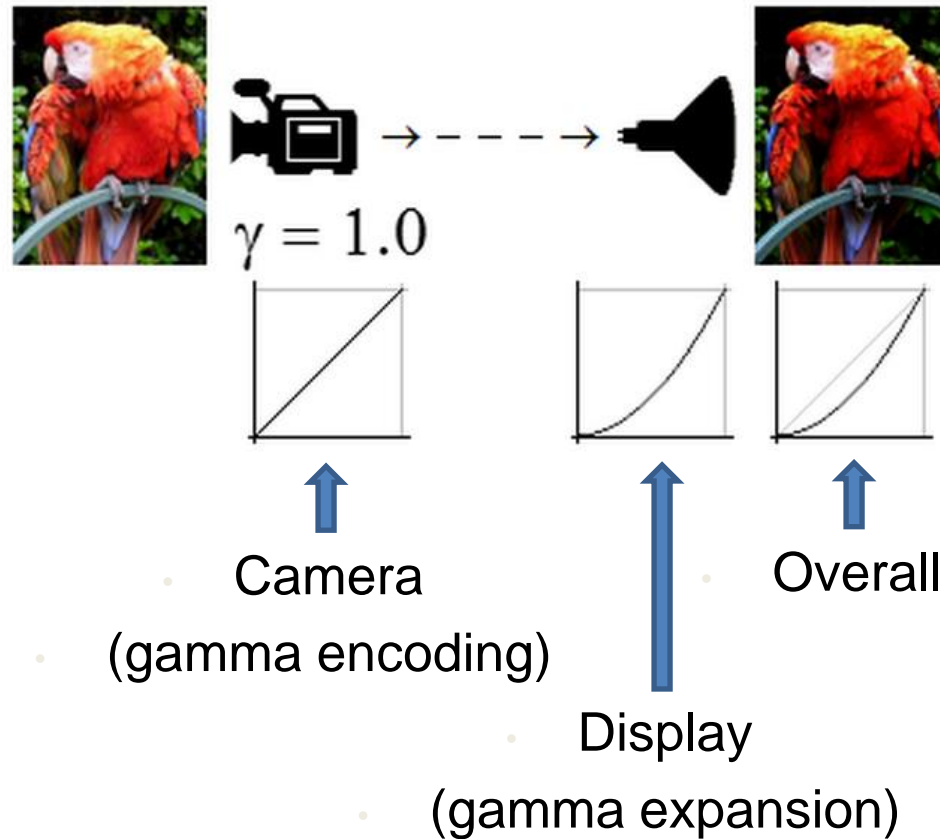 γ = 1.0
Camera
(gamma encoding)
Overall
Display
(gamma expansion)